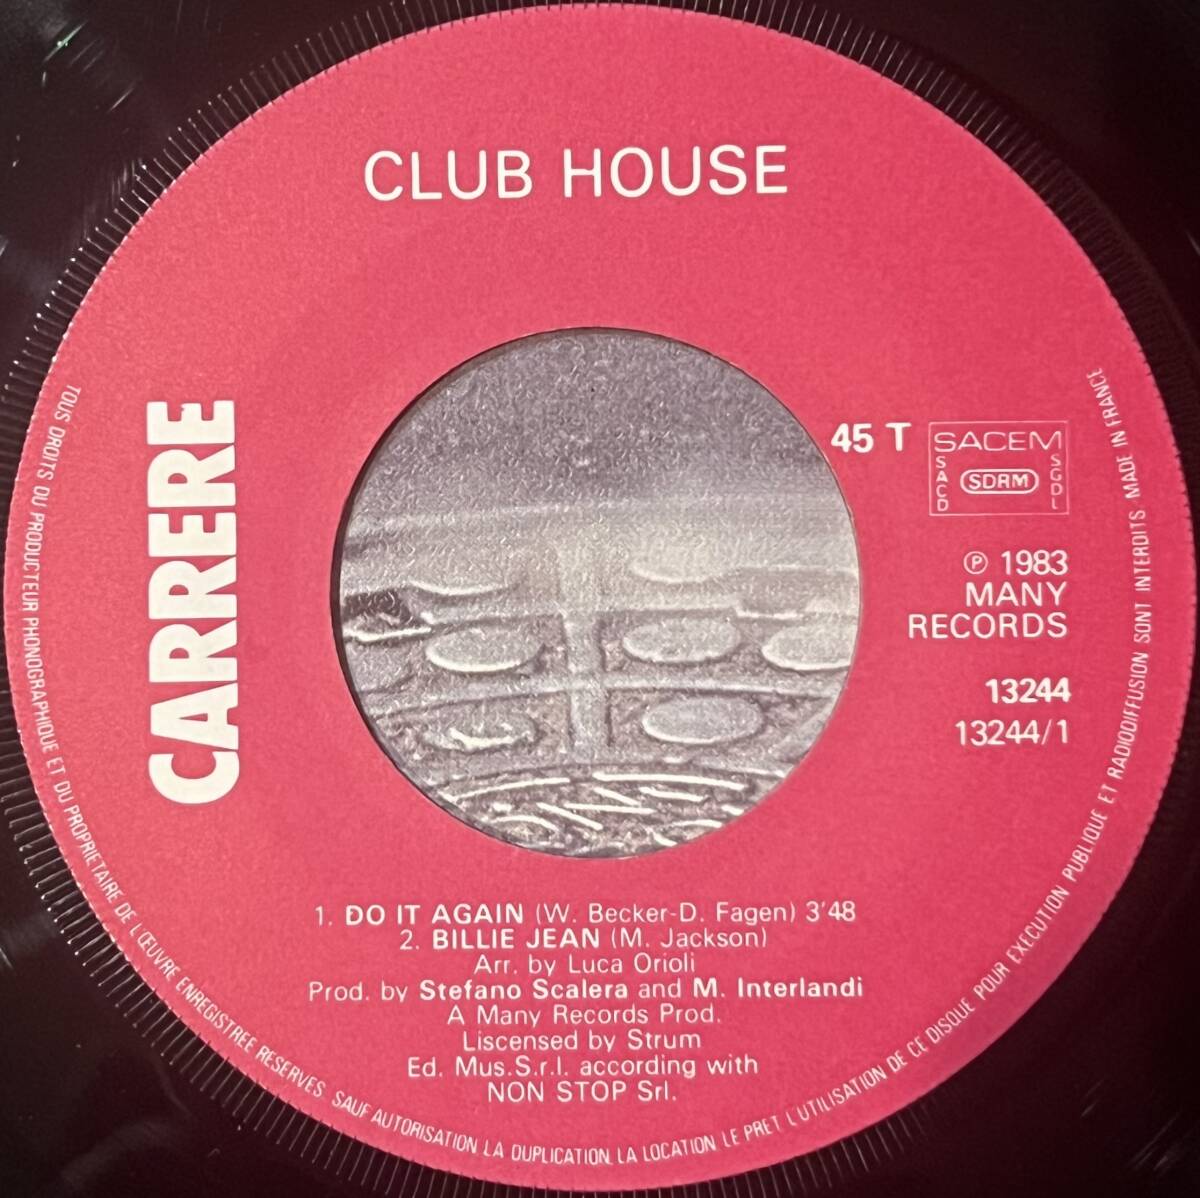 CLUB HOUSE
CARRERE
45 T
SACEM
SACD
SDRM
SGDL
℗ 1983
MANY
RECORDS
13244
13244/1
1. DO IT AGAIN (W. Becker-D. Fagen) 3'48
2. BILLIE JEAN (M. Jackson)
Arr. by Luca Orioli
Prod. by Stefano Scalera and M. Interlandi
A Many Records Prod.
Liscensed by Strum
Ed. Mus.S.r.l. according with
NON STOP Srl.
TOUS DROITS DU PRODUCTEUR PHONOGRAPHIQUE ET DU PROPRIETAIRE DE L'ŒUVRE ENREGISTREE RESERVES. SAUF AUTORISATION, LA DUPLICATION, LA LOCATION, LE PRET, L'UTILISATION DE CE DISQUE POUR EXECUTION PUBLIQUE ET RADIODIFFUSION SONT INTERDITS MADE IN FRANCE